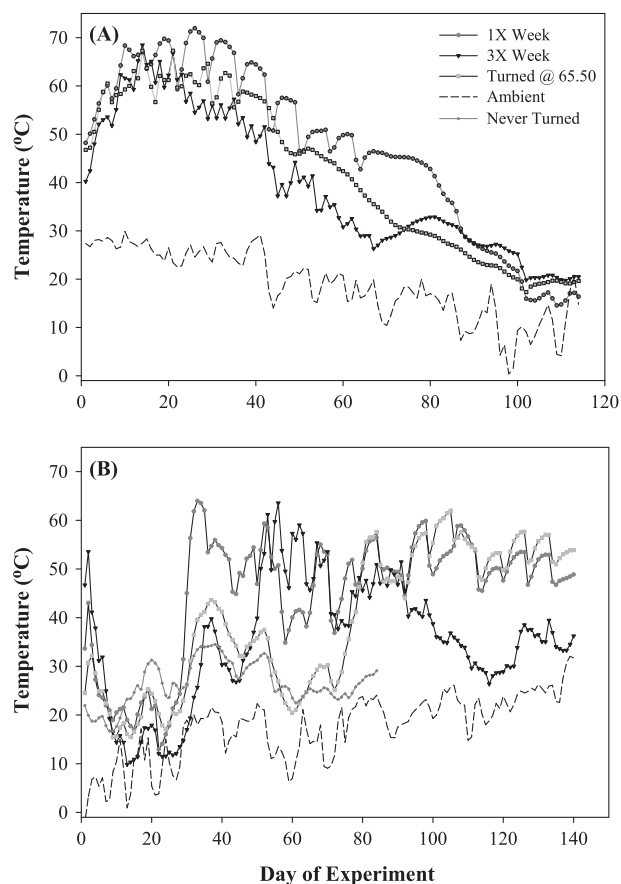 (A)
1X Week
3X Week
Turned @ 65.50
Ambient
Never Turned
Temperature (°C)
70
60
50
40
30
20
10
0
0 20 40 60 80 100 120
(B)
Temperature (°C)
70
60
50
40
30
20
10
0
0 20 40 60 80 100 120 140
Day of Experiment